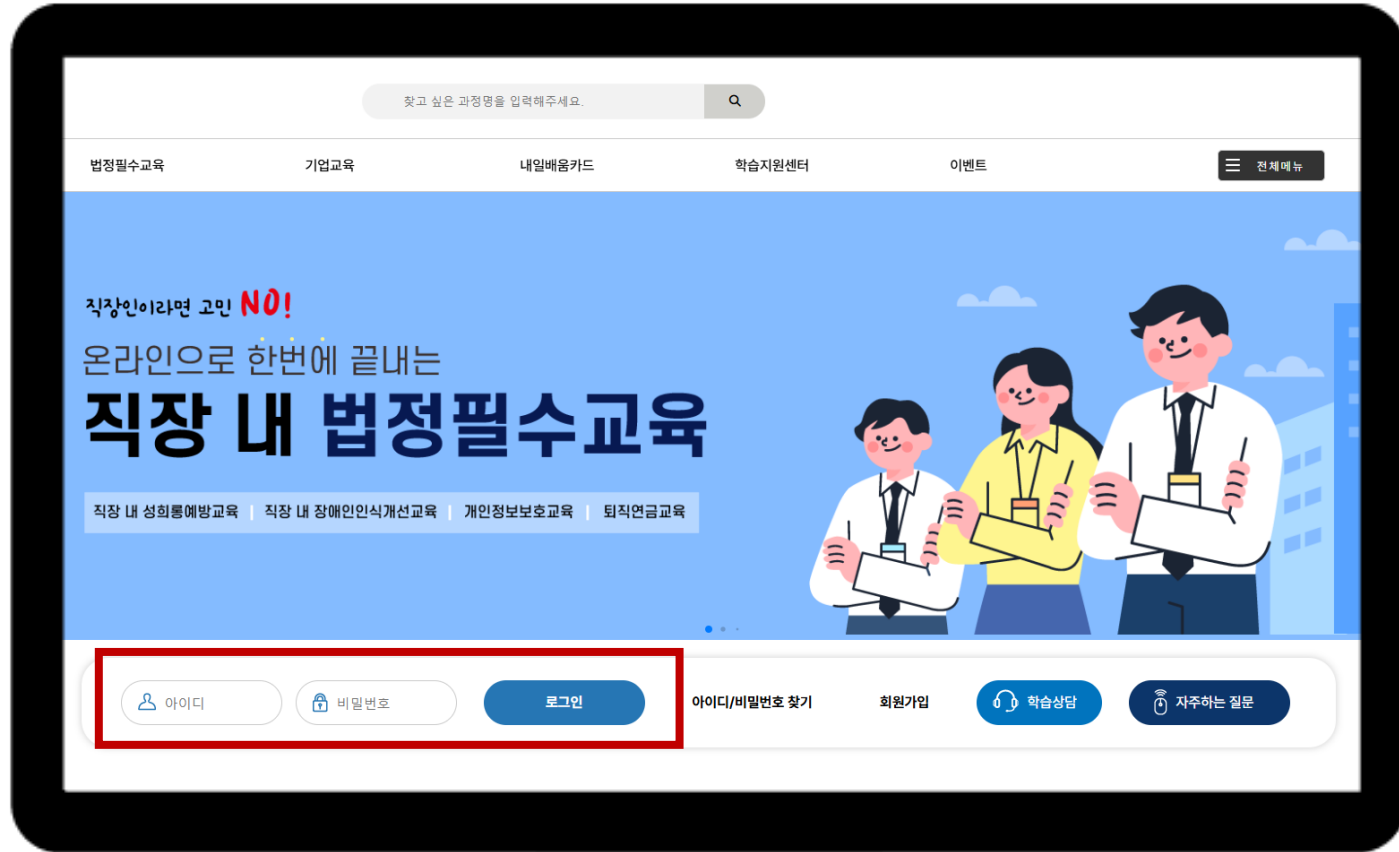 찾고 싶은 과정명을 입력해주세요.
법정필수교육 기업교육 내일배움카드 학습지원센터 이벤트 전체메뉴
직장인이라면 고민 NO!
온라인으로 한번에 끝내는
직장 내 법정필수교육
직장 내 성희롱예방교육 | 직장 내 장애인인식개선교육 | 개인정보보호교육 | 퇴직연금교육
아이디 비밀번호 로그인 아이디/비밀번호 찾기 회원가입 학습상담 자주하는 질문